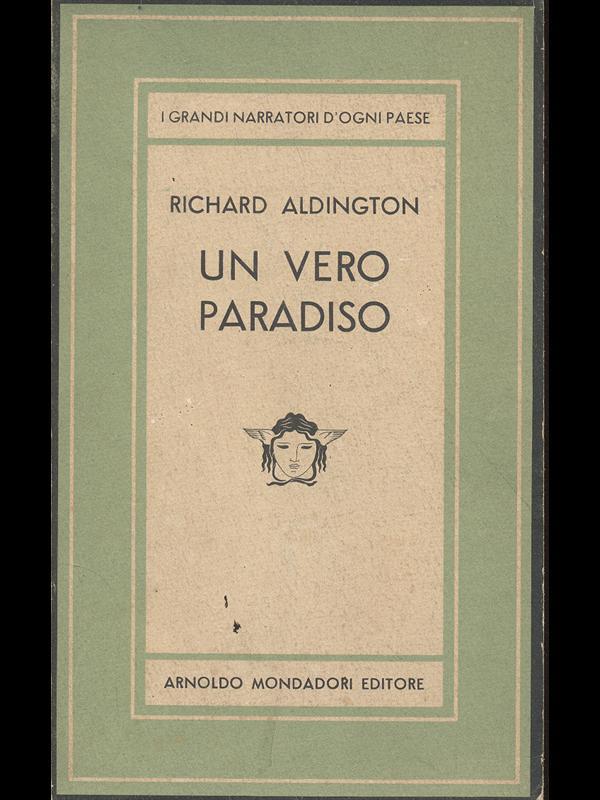 I GRANDI NARRATORI D'OGNI PAESE
RICHARD ALDINGTON
UN VERO
PARADISO
ARNOLDO MONDADORI EDITORE